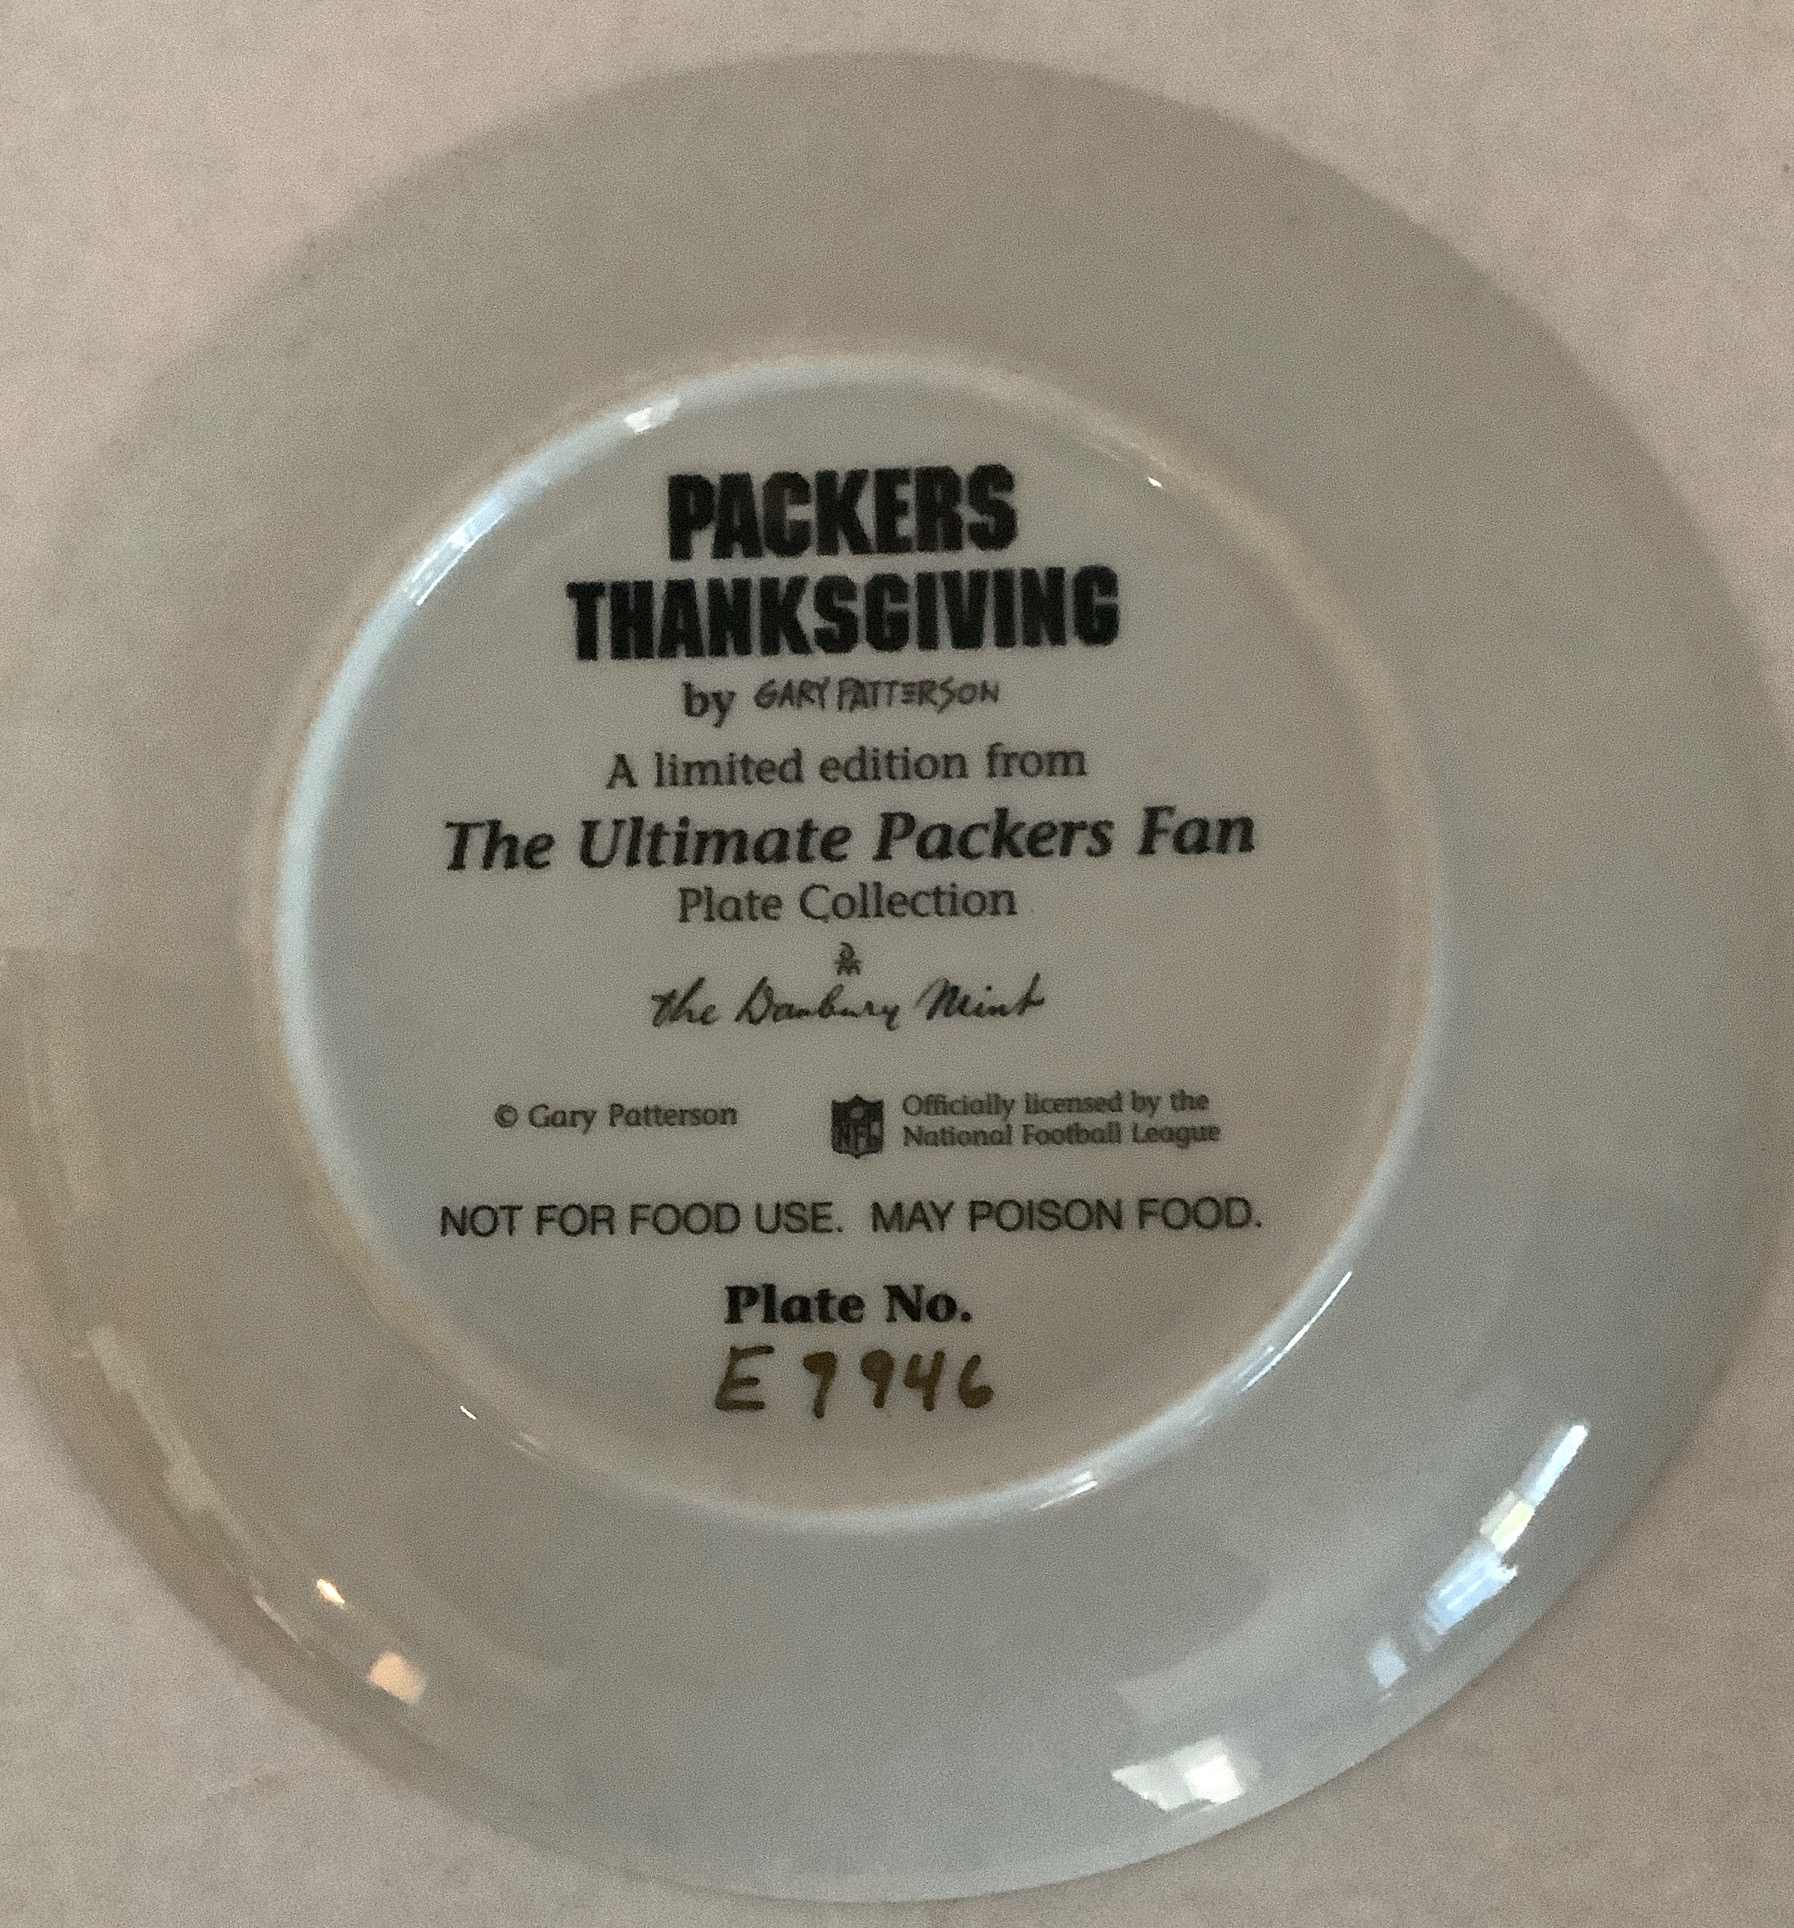 PACKERS
THANKSGIVING
by GARY PATTERSON
A limited edition from
The Ultimate Packers Fan
Plate Collection
the Danbury Mint
© Gary Patterson
NFL
Officially licensed by the
National Football League
NOT FOR FOOD USE. MAY POISON FOOD.
Plate No.
E7946